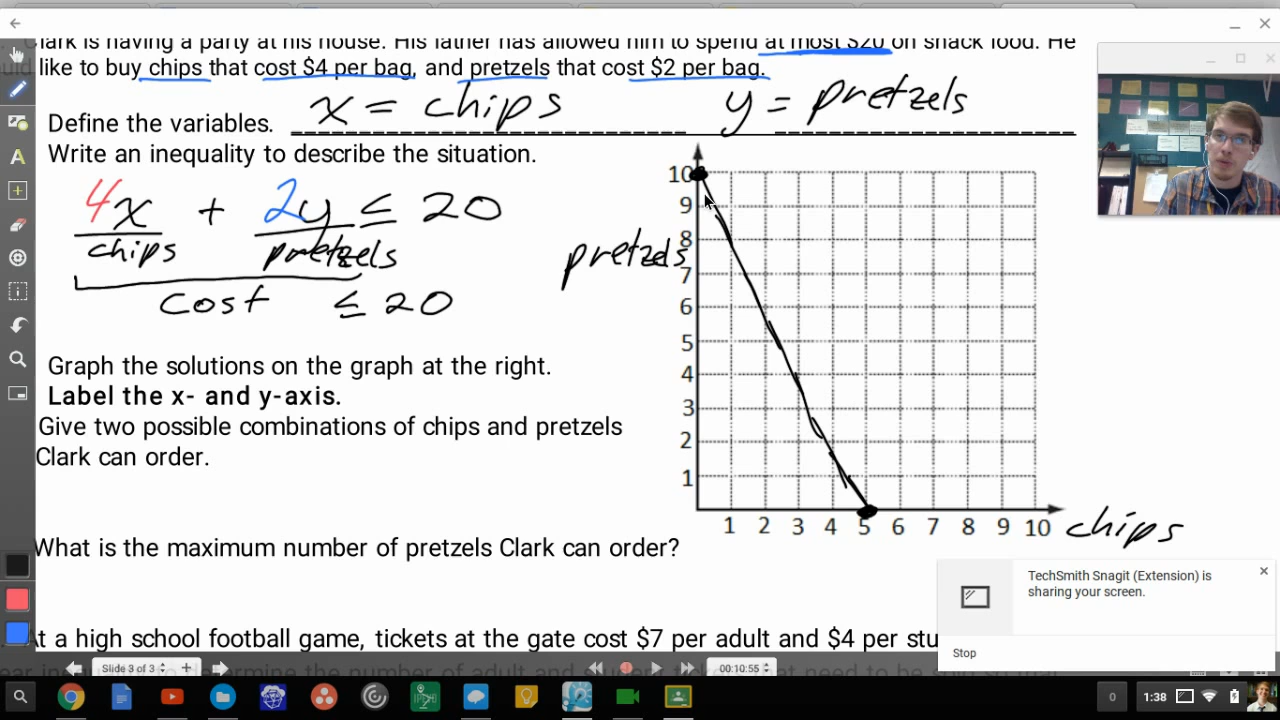 Clark is having a party at his house. His father has allowed him to spend at most $20 on snack food. He
like to buy chips that cost $4 per bag, and pretzels that cost $2 per bag.
Define the variables. x = chips y = pretzels
Write an inequality to describe the situation.
4x + 2y ≤ 20
chips pretzels
cost ≤ 20
Graph the solutions on the graph at the right.
Label the x- and y-axis.
Give two possible combinations of chips and pretzels
Clark can order.
What is the maximum number of pretzels Clark can order?
pretzels
10
9
8
7
6
5
4
3
2
1
1 2 3 4 5 6 7 8 9 10 chips
TechSmith Snagit (Extension) is
sharing your screen.
Stop
At a high school football game, tickets at the gate cost $7 per adult and $4 per stu
Slide 3 of 3
00:10:55
0
1:38